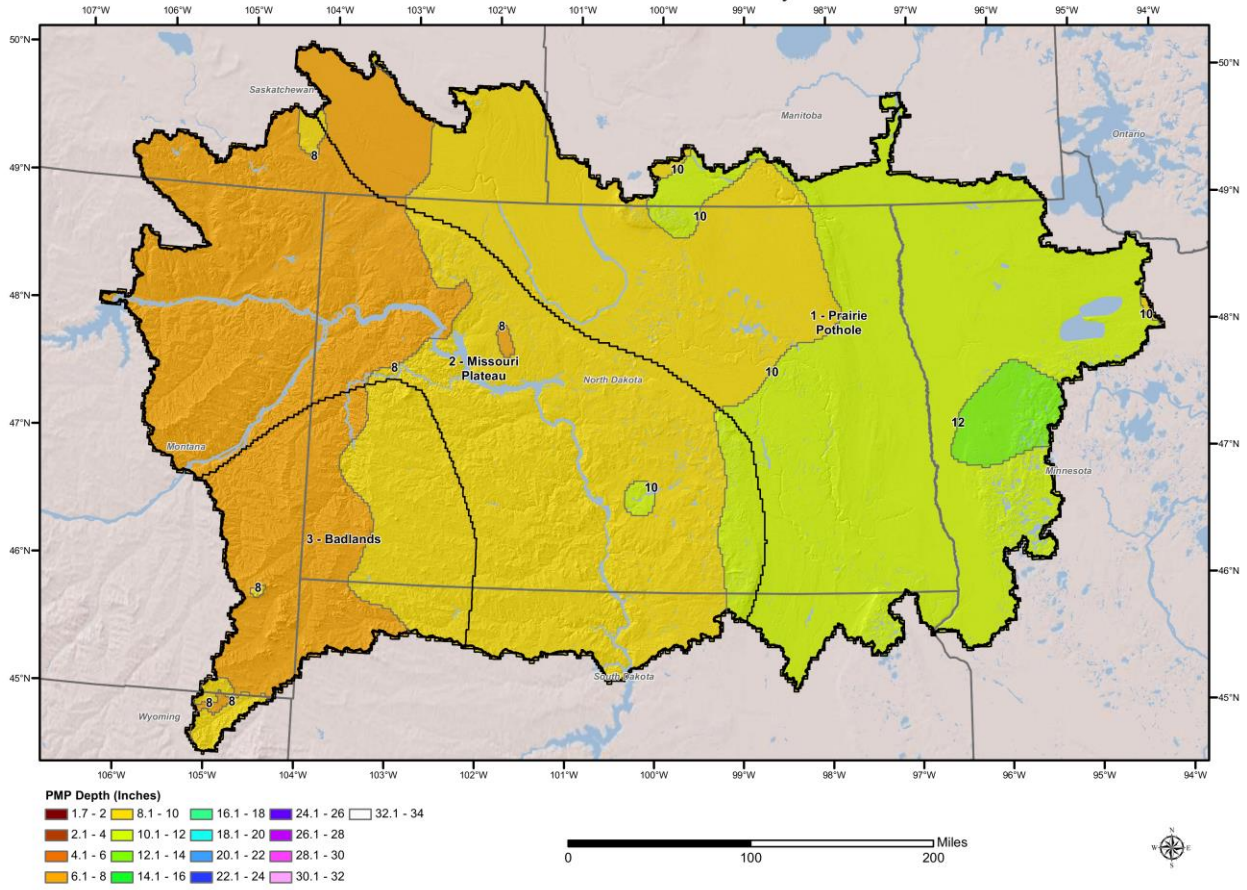 106°W 105°W 104°W 103°W 102°W 101°W 100°W 99°W 98°W 97°W 96°W 95°W 94°W
50°N 50°N
Saskatchewan
Manitoba
Ontario
8
10
49°N 49°N
10
48°N 48°N
8
1 - Prairie
Pothole
10
2 - Missouri
Plateau
8
North Dakota
10
47°N 47°N
12
Montana
Minnesota
10
3 - Badlands
46°N 46°N
8
45°N 45°N
South Dakota
8 8
Wyoming
106°W 105°W 104°W 103°W 102°W 101°W 100°W 99°W 98°W 97°W 96°W 95°W 94°W
PMP Depth (Inches)
1.7 - 2 8.1 - 10 16.1 - 18 24.1 - 26 32.1 - 34
2.1 - 4 10.1 - 12 18.1 - 20 26.1 - 28
4.1 - 6 12.1 - 14 20.1 - 22 28.1 - 30
6.1 - 8 14.1 - 16 22.1 - 24 30.1 - 32
Miles
0 100 200
N
W E
S